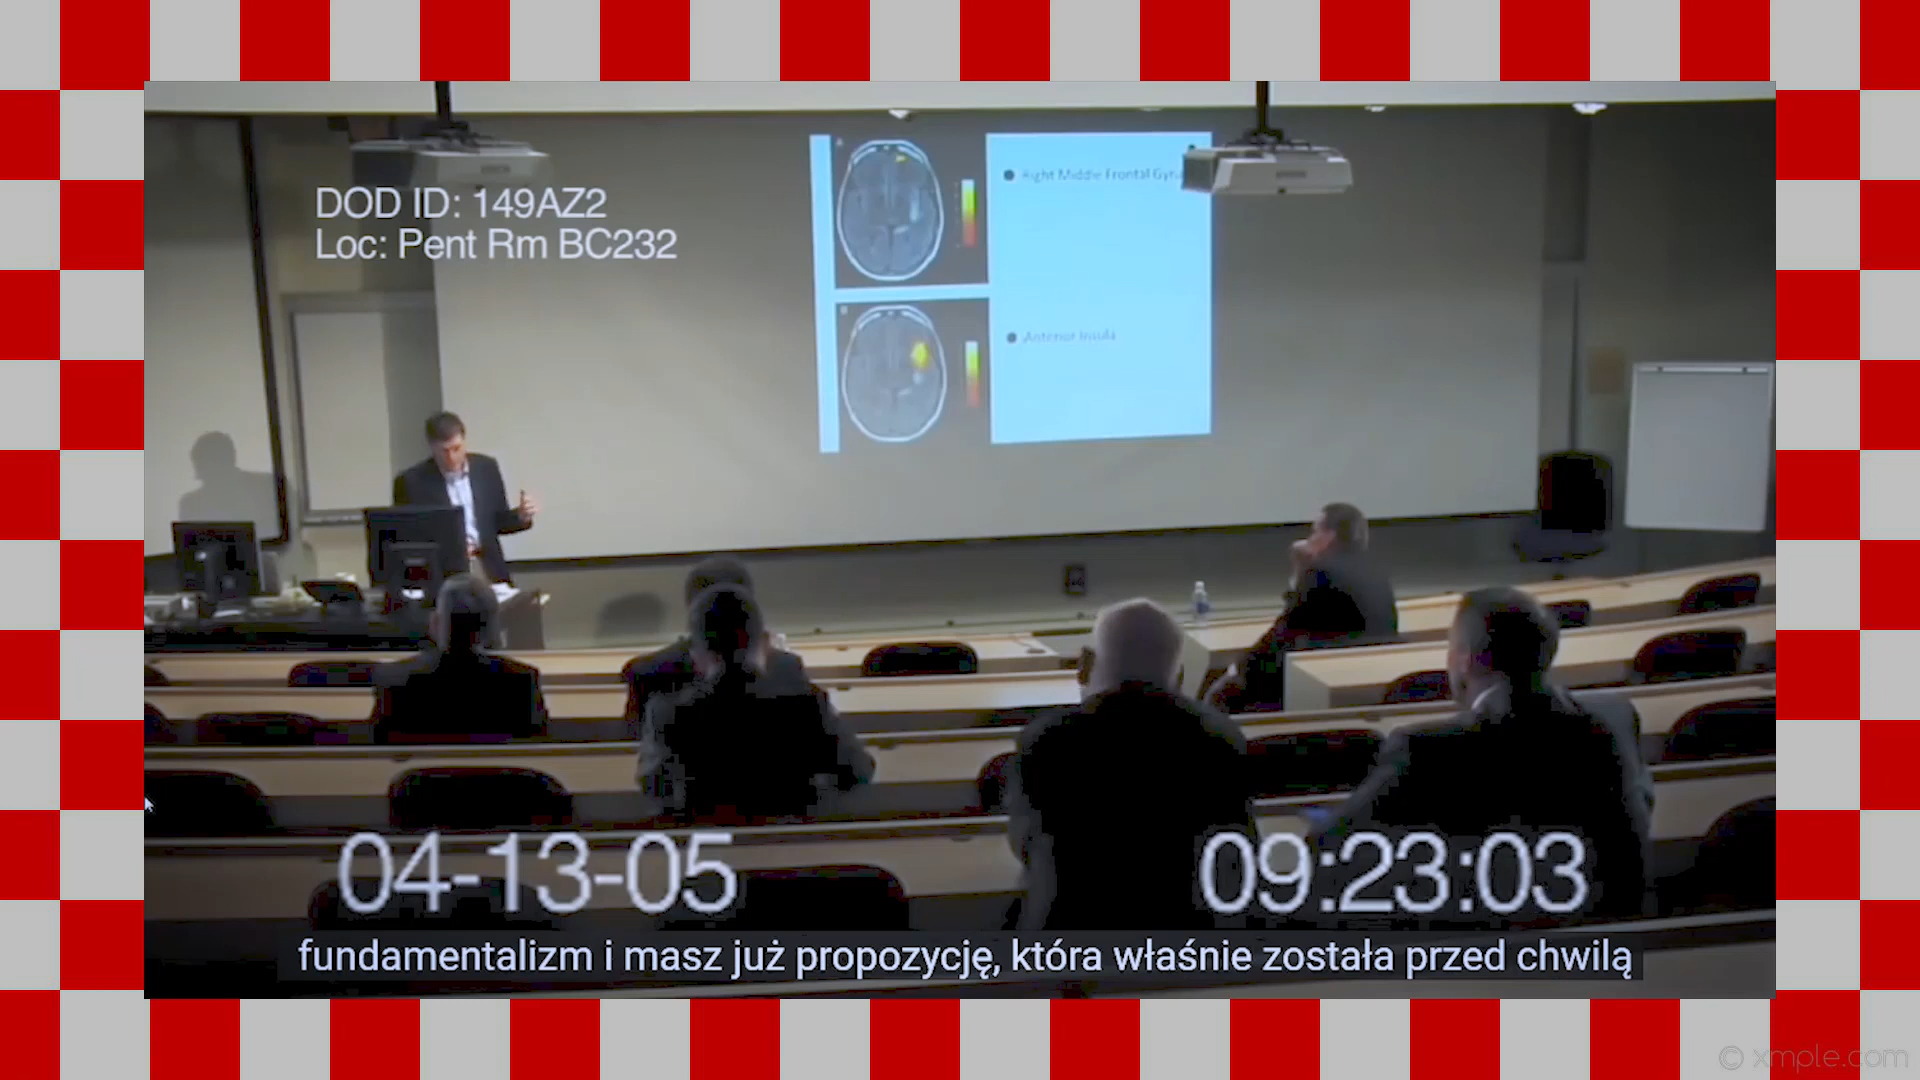 DOD ID: 149AZ2
Loc: Pent Rm BC232
Right Middle Frontal
Anterior Insula
04-13-05
09:23:03
fundamentalizm i masz już propozycję, która właśnie została przed chwilą
© xmple.com